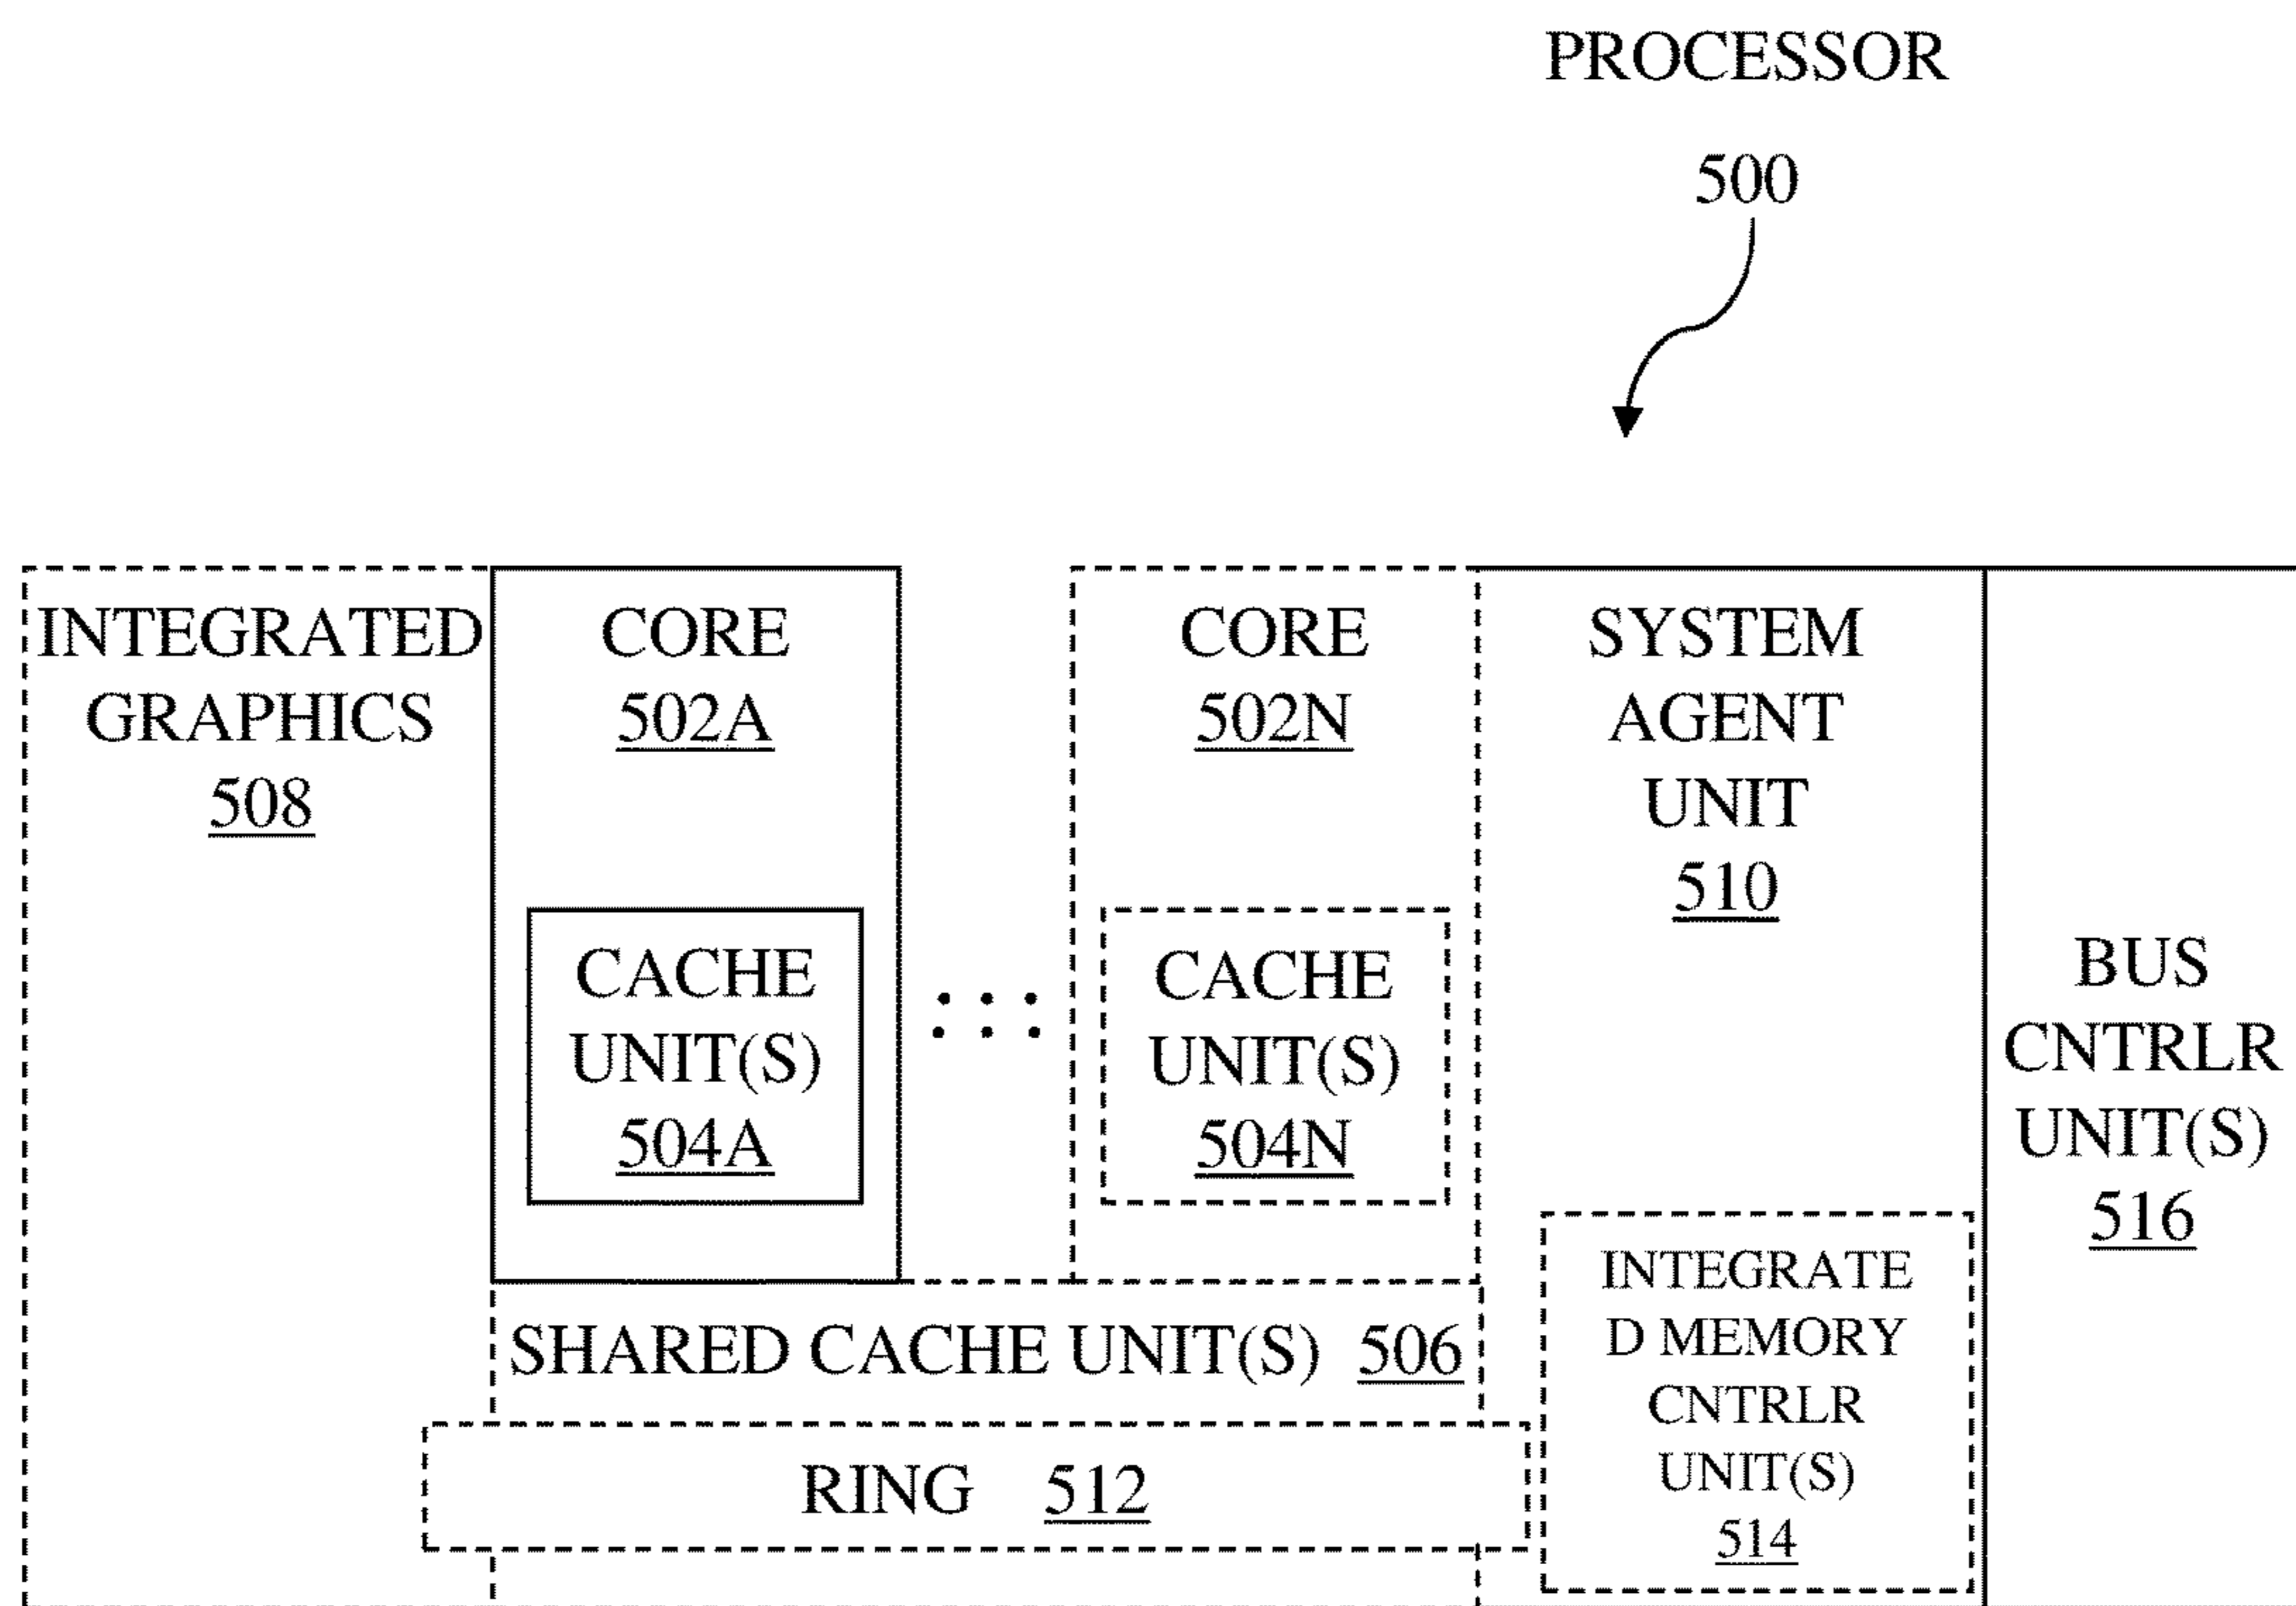 PROCESSOR
500
INTEGRATED
GRAPHICS
508
CORE
502A
CACHE
UNIT(S)
504A
CORE
502N
CACHE
UNIT(S)
504N
SHARED CACHE UNIT(S) 506
RING 512
SYSTEM
AGENT
UNIT
510
INTEGRATE
D MEMORY
CNTRLR
UNIT(S)
514
BUS
CNTRLR
UNIT(S)
516